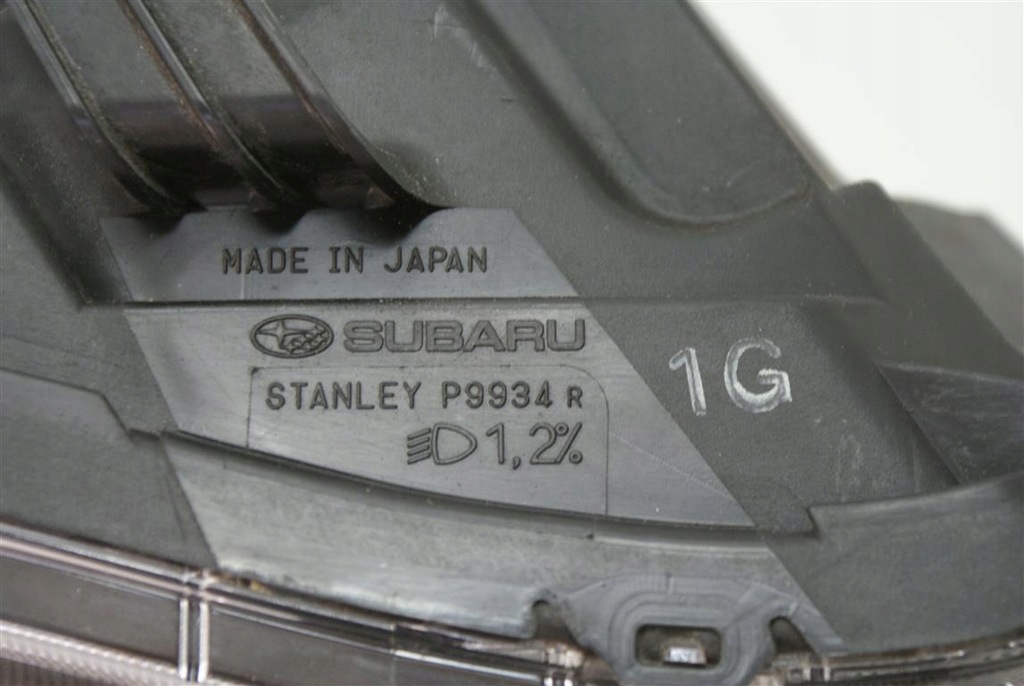 MADE IN JAPAN
SUBARU
STANLEY P9934 R
1,2%
1G